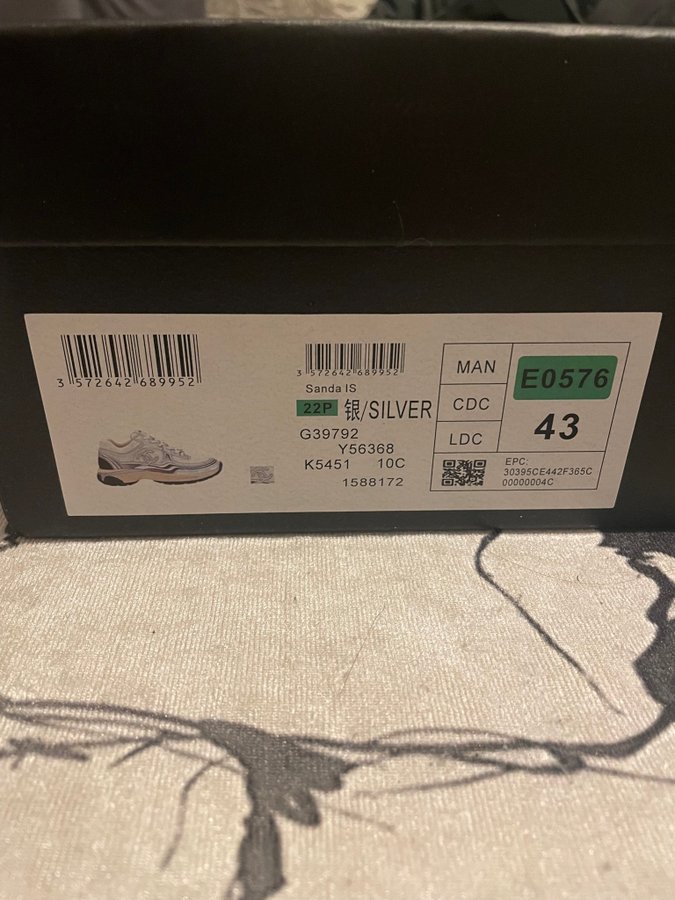 3 572642 689952
3 572642 689952
Sanda IS
22P 银/SILVER
G39792
Y56368
K5451 10C
1588172
MAN
CDC
LDC
E0576
43
EPC:
30395CE442F365C
00000004C